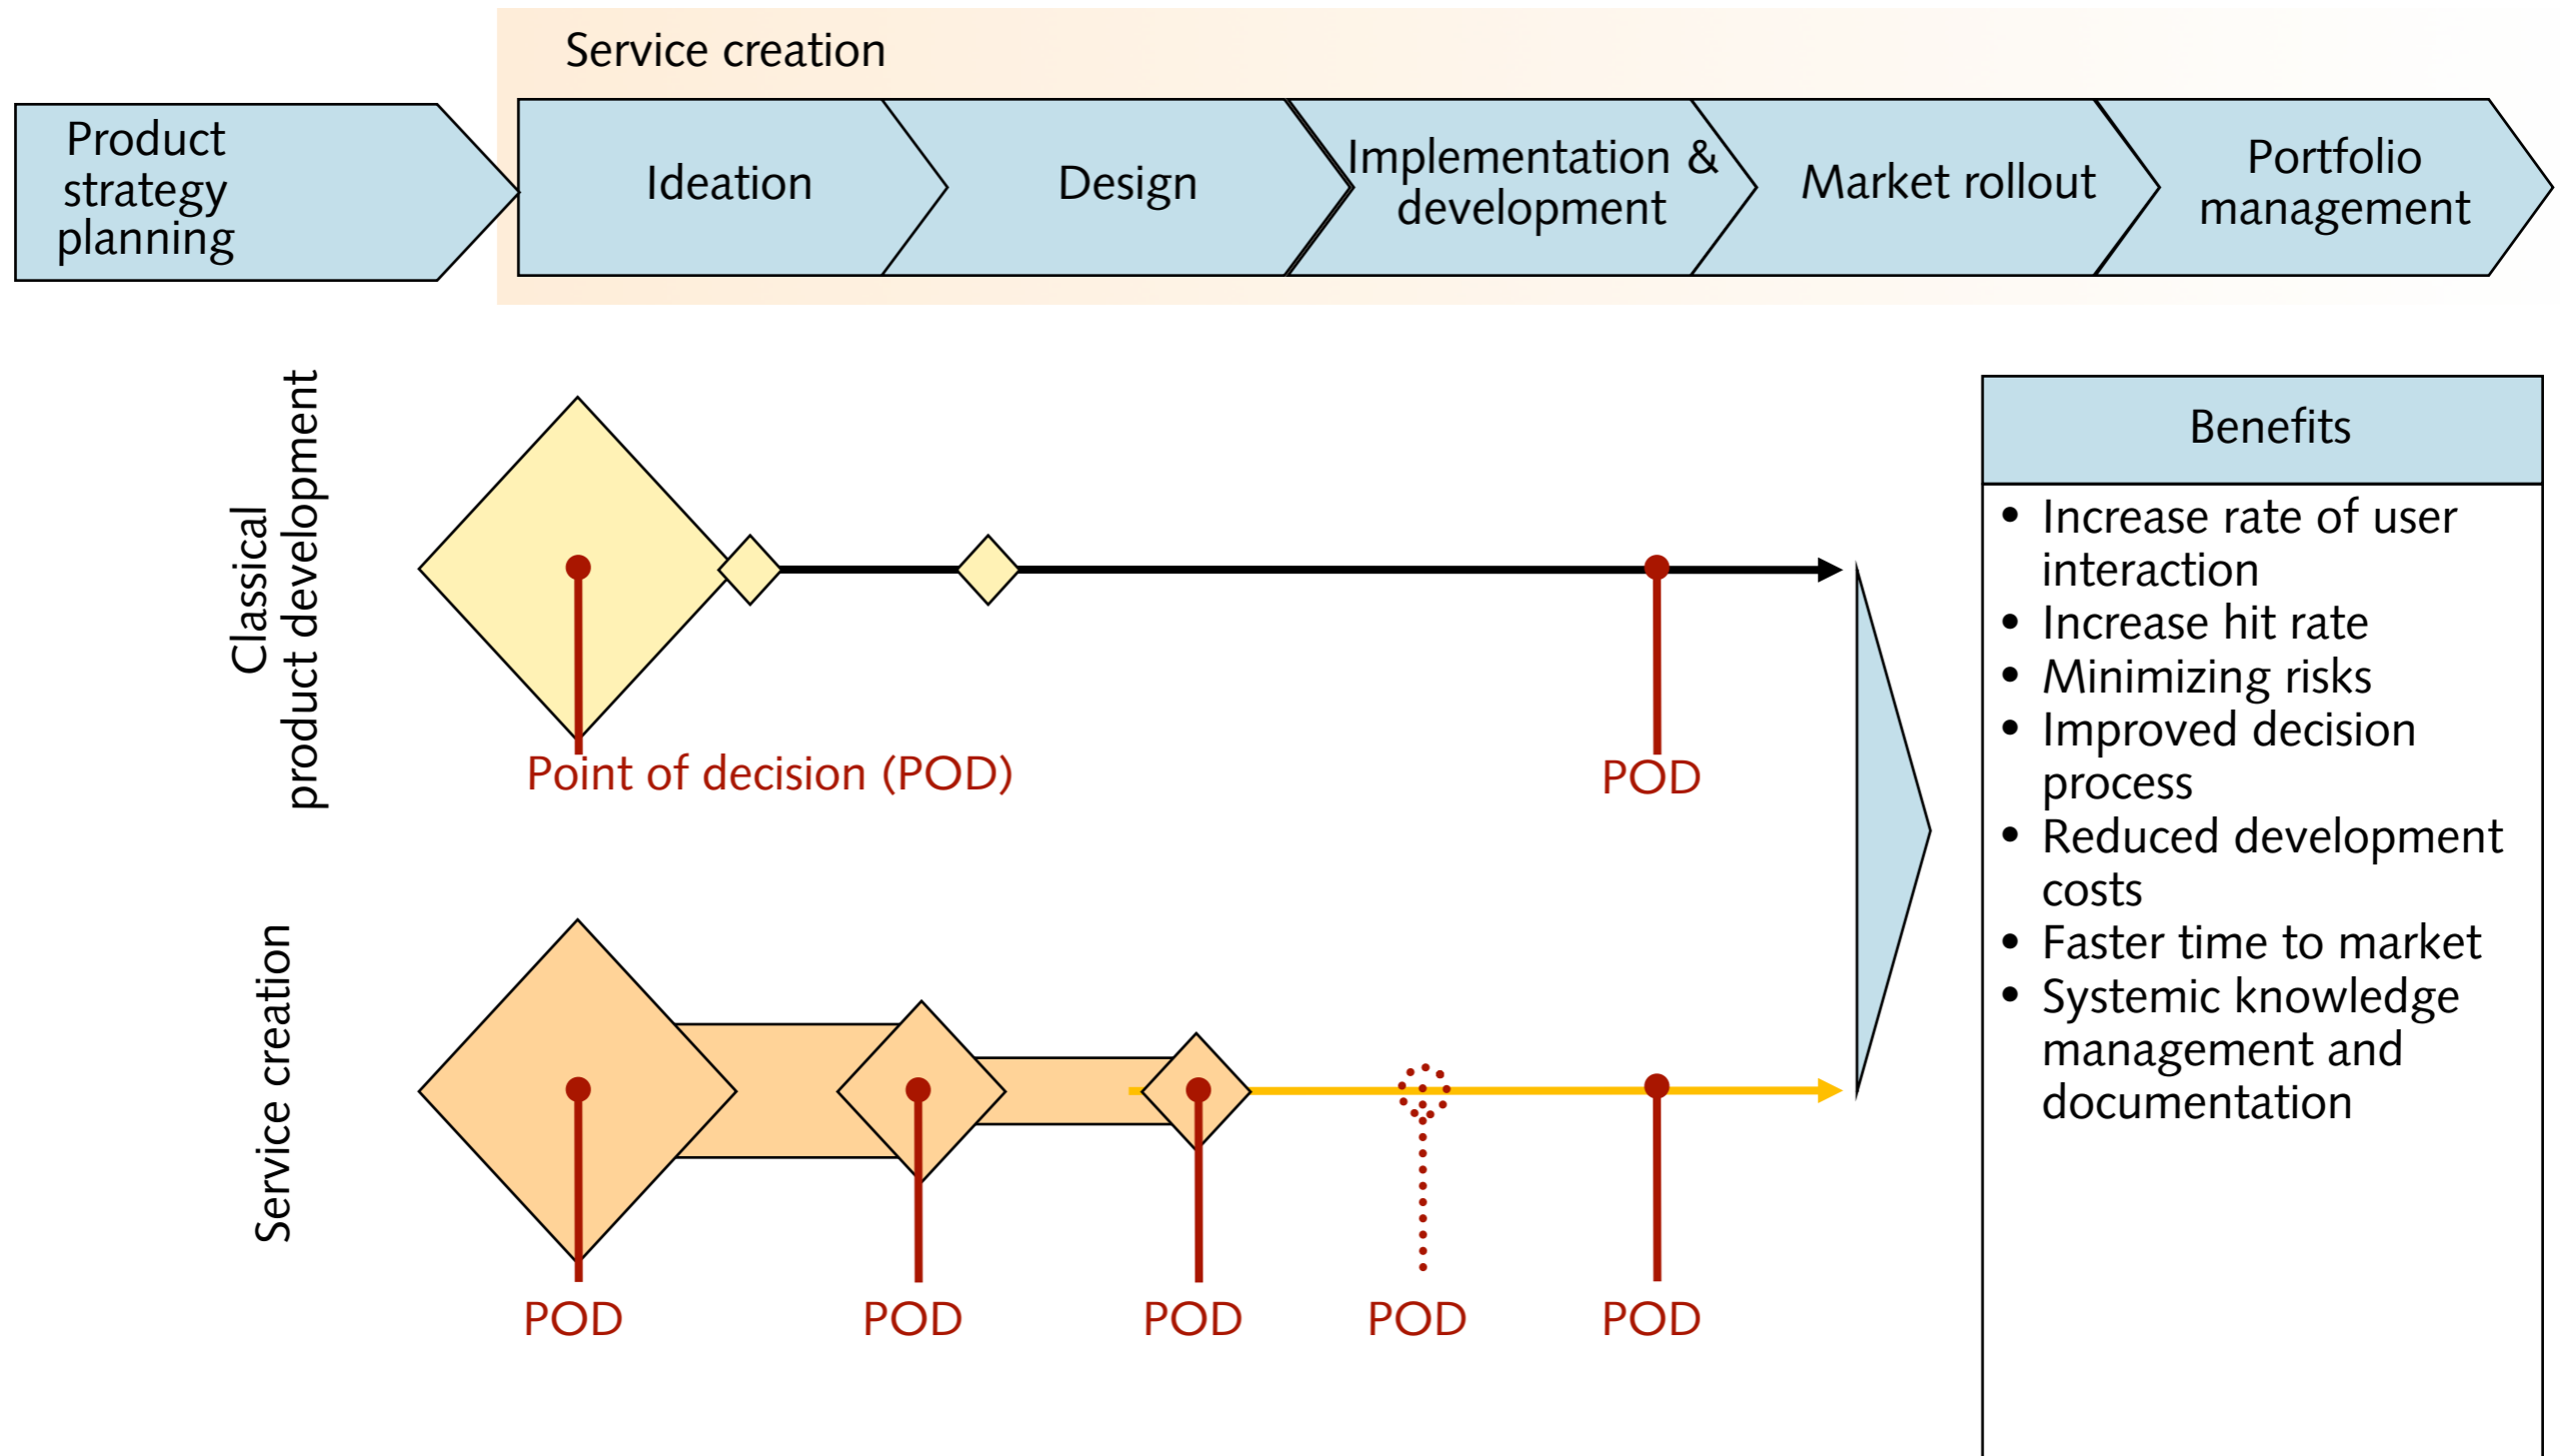 Service creation
Product
strategy
planning
Ideation
Design
Implementation &
development
Market rollout
Portfolio
management
Classical
product development
Point of decision (POD)
POD
Service creation
POD
POD
POD
POD
POD
Benefits
• Increase rate of user
interaction
• Increase hit rate
• Minimizing risks
• Improved decision
process
• Reduced development
costs
• Faster time to market
• Systemic knowledge
management and
documentation